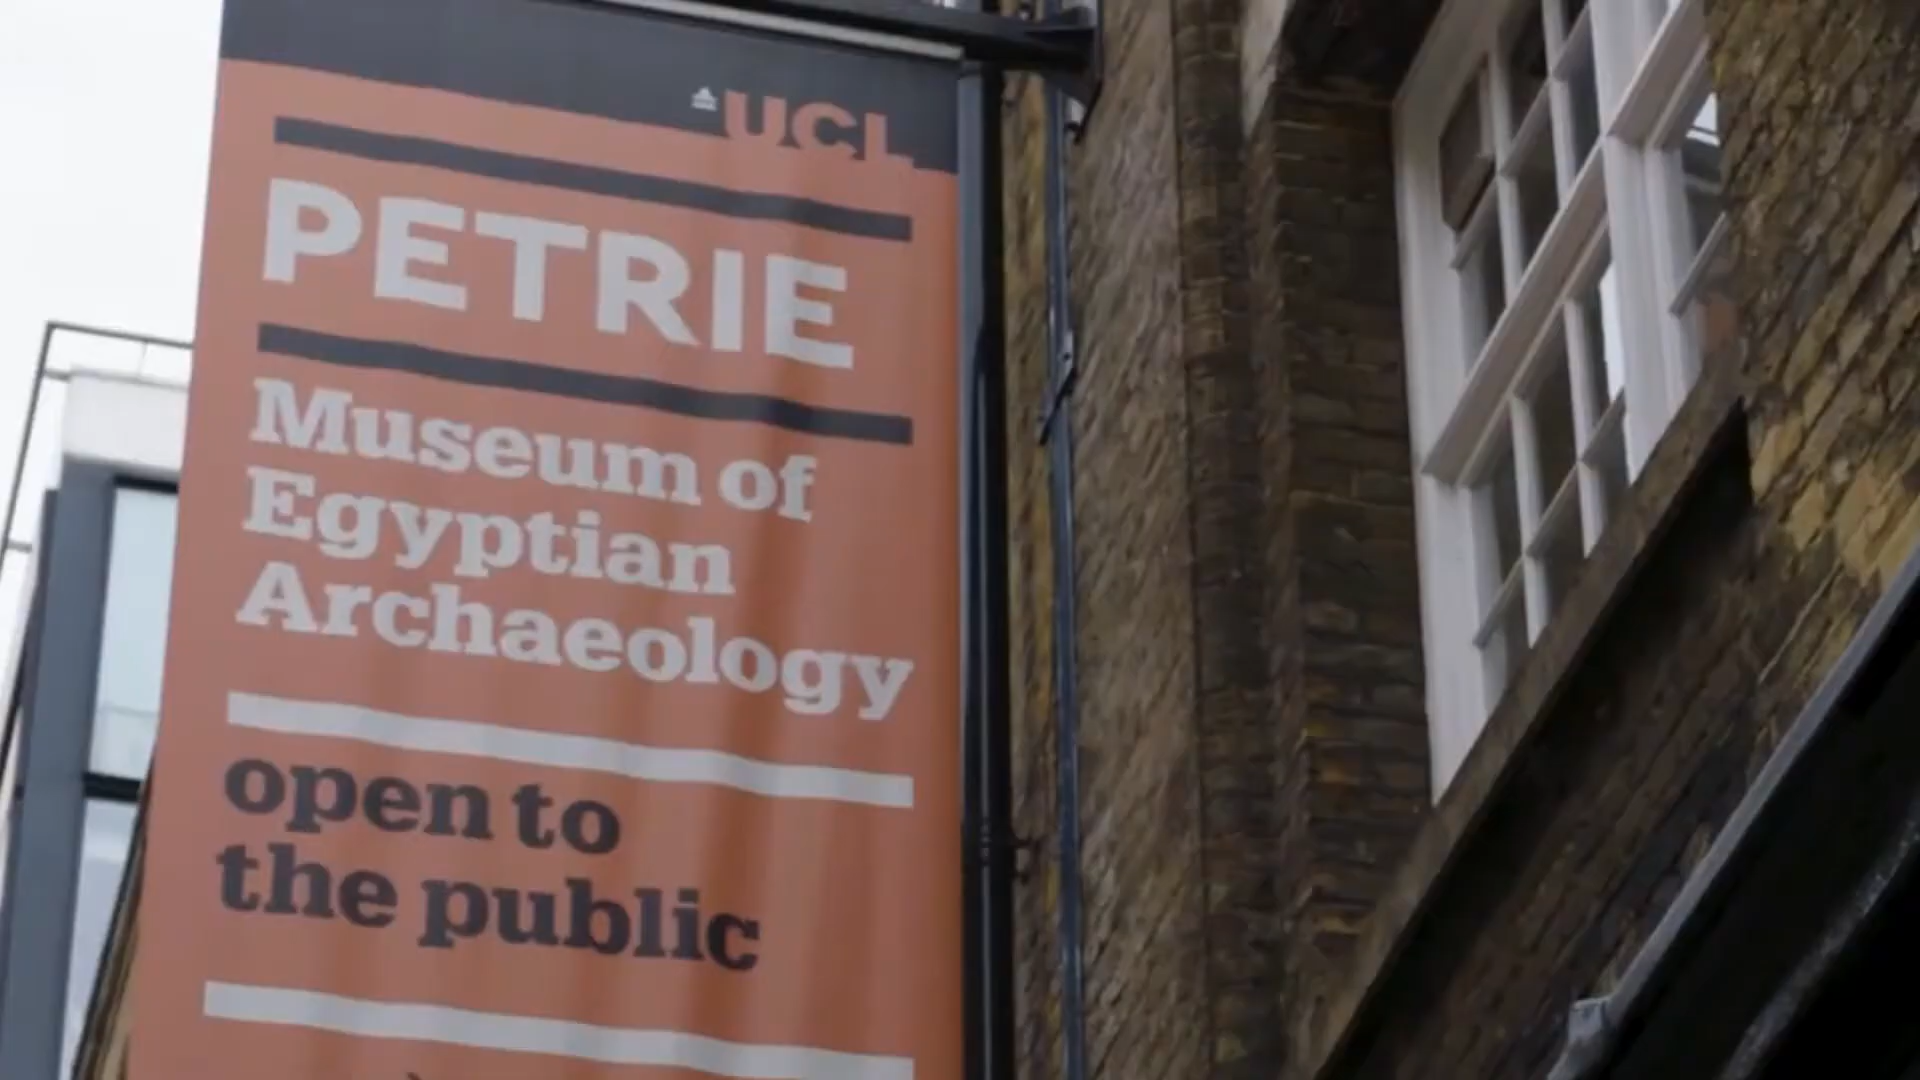 UCL
PETRIE
Museum of
Egyptian
Archaeology
open to
the public